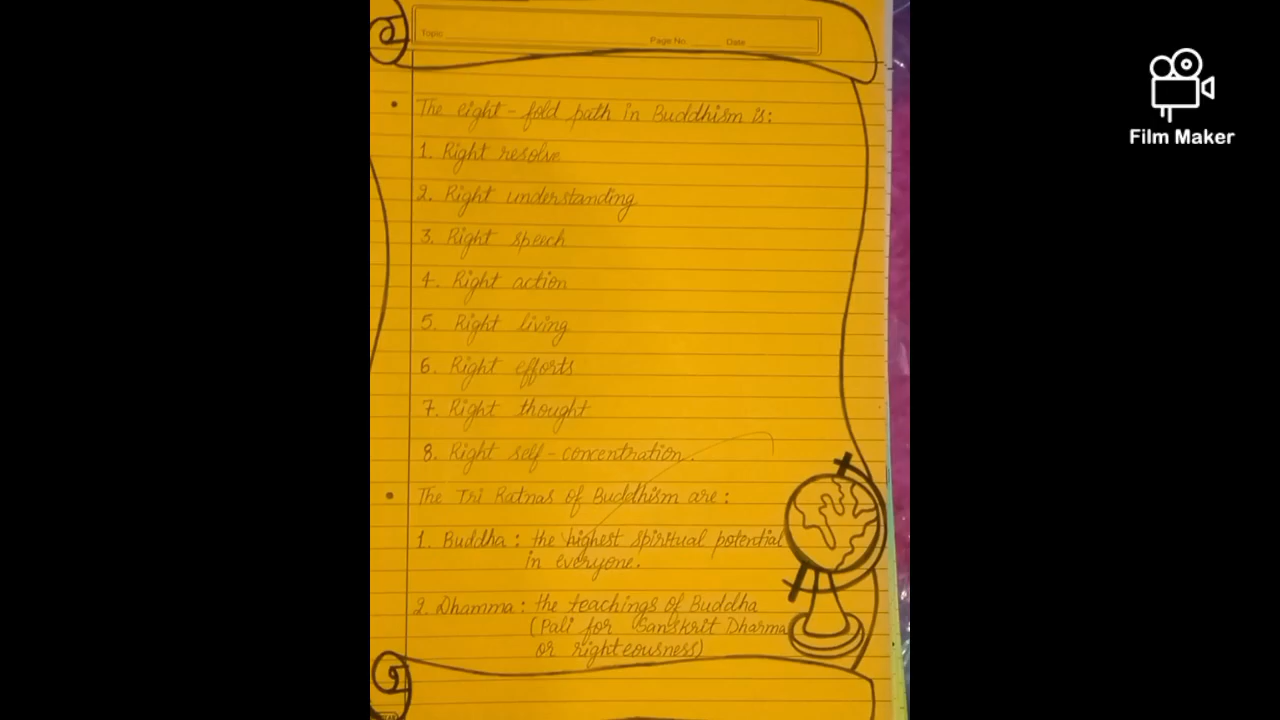 Topic
Page No.
Date
• The eight-fold path in Buddhism is:
1. Right resolve
2. Right understanding
3. Right speech
4. Right action
5. Right living
6. Right efforts
7. Right thought
8. Right self-concentration.
• The Tri Ratnas of Buddhism are:
1. Buddha: the highest spiritual potential
in everyone.
2. Dhamma: the teachings of Buddha
(Pali for Sanskrit Dharma
or righteousness)
Film Maker